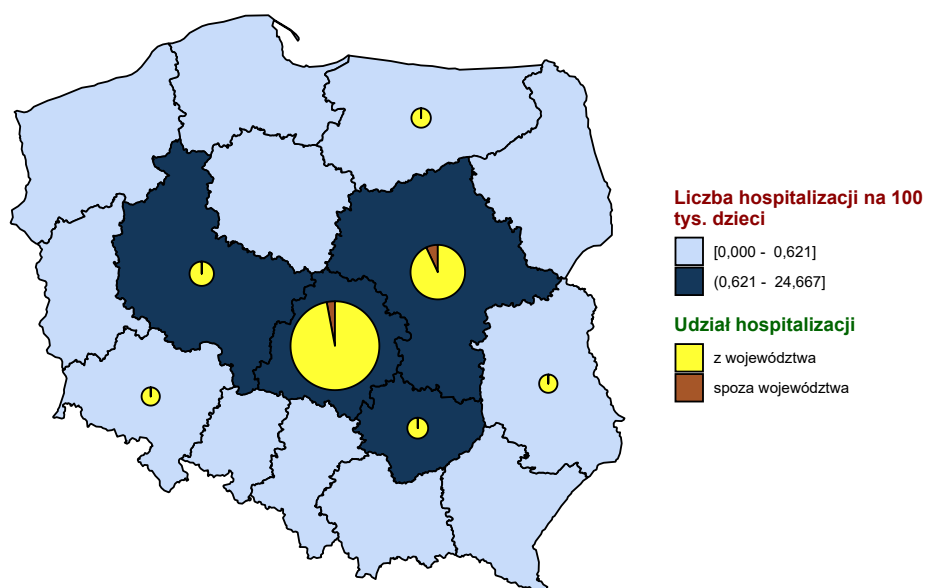 Liczba hospitalizacji na 100
tys. dzieci
[0,000 - 0,621]
(0,621 - 24,667]
Udział hospitalizacji
z województwa
spoza województwa